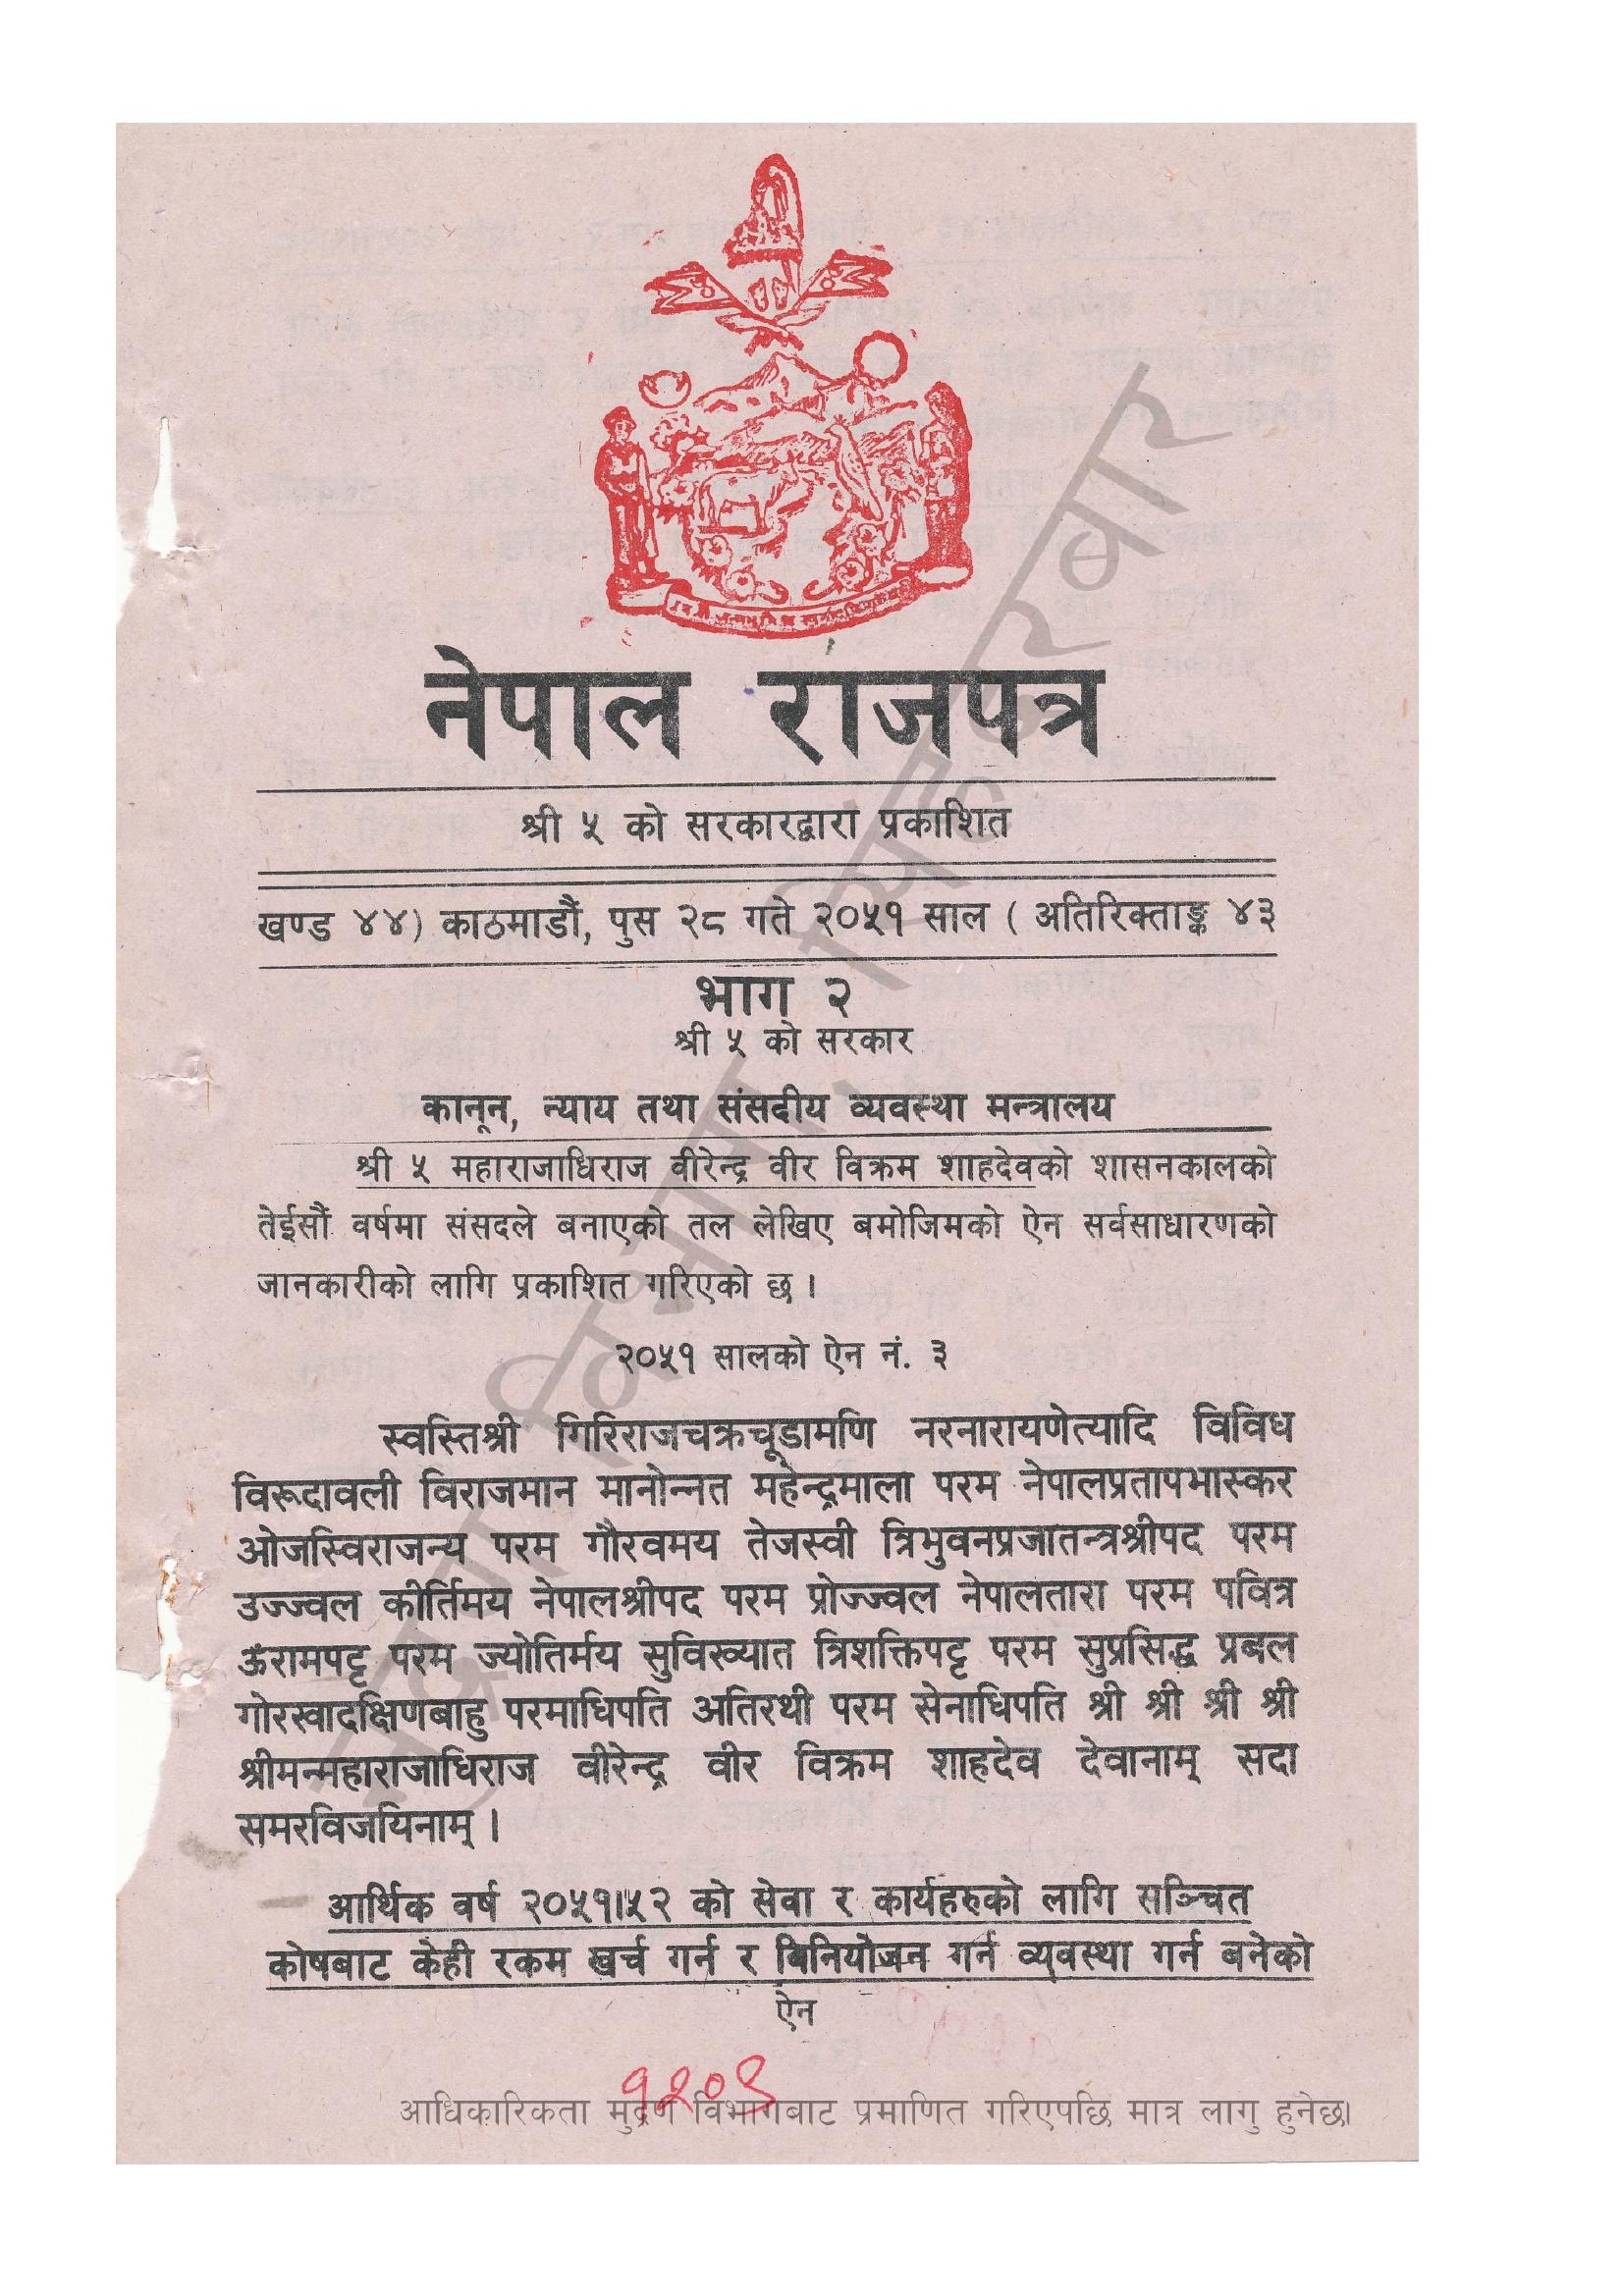 नेपाल राजपत्र
श्री ५ को सरकारद्वारा प्रकाशित
खण्ड ४४) काठमाडौं, पुस २८ गते २०५१ साल ( अतिरिक्ताङ्क ४३
भाग २
श्री ५ को सरकार
कानून, न्याय तथा संसदीय व्यवस्था मन्त्रालय
श्री ५ महाराजाधिराज वीरेन्द्र वीर विक्रम शाहदेवको शासनकालको
तेईसौं वर्षमा संसदले बनाएको तल लेखिए बमोजिमको ऐन सर्वसाधारणको
जानकारीको लागि प्रकाशित गरिएको छ ।
२०५१ सालको ऐन नं. ३
स्वस्तिश्री गिरिराजचक्रचूडामणि नरनारायणेत्यादि विविध
विरूदावली विराजमान मानोन्नत महेन्द्रमाला परम नेपालप्रतापभास्कर
ओजस्विराजन्य परम गौरवमय तेजस्वी त्रिभुवनप्रजातन्त्रश्रीपद परम
उज्ज्वल कीर्तिमय नेपालश्रीपद परम प्रोज्ज्वल नेपालतारा परम पवित्र
ॐरामपट्ट परम ज्योतिर्मय सुविख्यात त्रिशक्तिपट्ट परम सुप्रसिद्ध प्रबल
गोरखादक्षिणबाहु परमाधिपति अतिरथी परम सेनाधिपति श्री श्री श्री श्री
श्रीमन्महाराजाधिराज वीरेन्द्र वीर विक्रम शाहदेव देवानाम् सदा
समरविजयिनाम् ।
आर्थिक वर्ष २०५१।५२ को सेवा र कार्यहरुको लागि सञ्चित
कोषबाट केही रकम खर्च गर्न र विनियोजन गर्न व्यवस्था गर्न बनेको
ऐन
आधिकारिकता मुद्रण विभागबाट प्रमाणित गरिएपछि मात्र लागु हुनेछ।
मुद्रण विभाग, सिंहदरबार